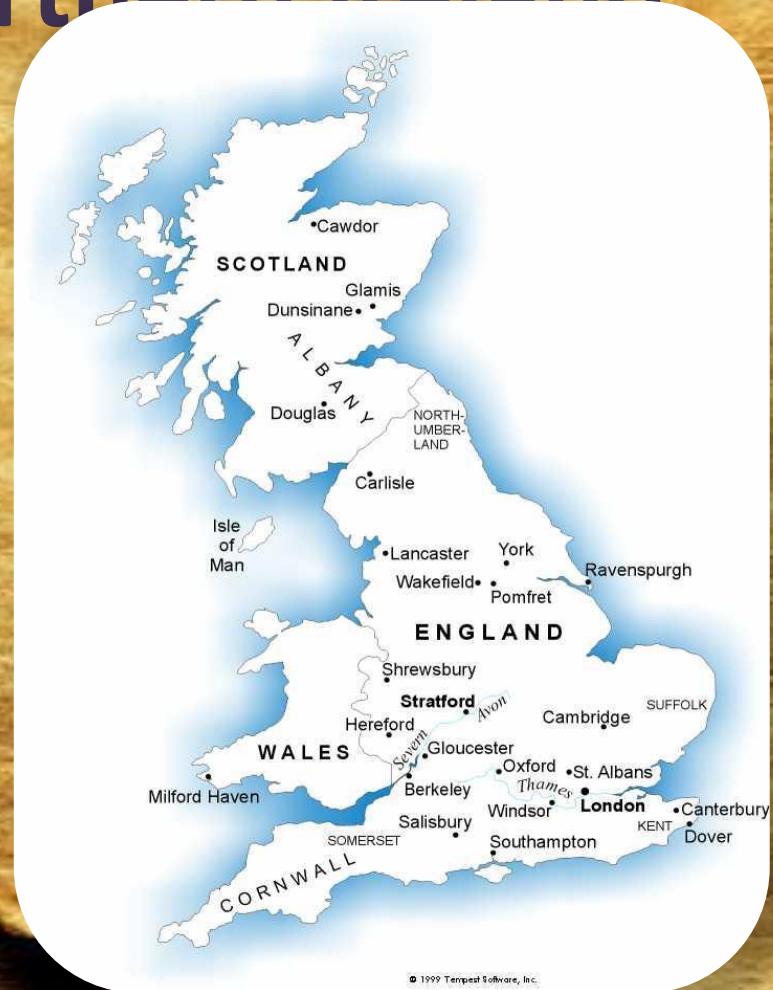 Cawdor
SCOTLAND
Glamis
Dunsinane
ALBANY
Douglas
NORTH-
UMBER-
LAND
Carlisle
Isle
of
Man
Lancaster
York
Ravenspurgh
Wakefield
Pomfret
ENGLAND
Shrewsbury
Stratford
Avon
SUFFOLK
Cambridge
Hereford
Severn
WALES
Gloucester
Oxford
St. Albans
Milford Haven
Berkeley
Thames
Windsor
London
Canterbury
KENT
Dover
Salisbury
SOMERSET
Southampton
CORNWALL
© 1999 Tempest Software, Inc.